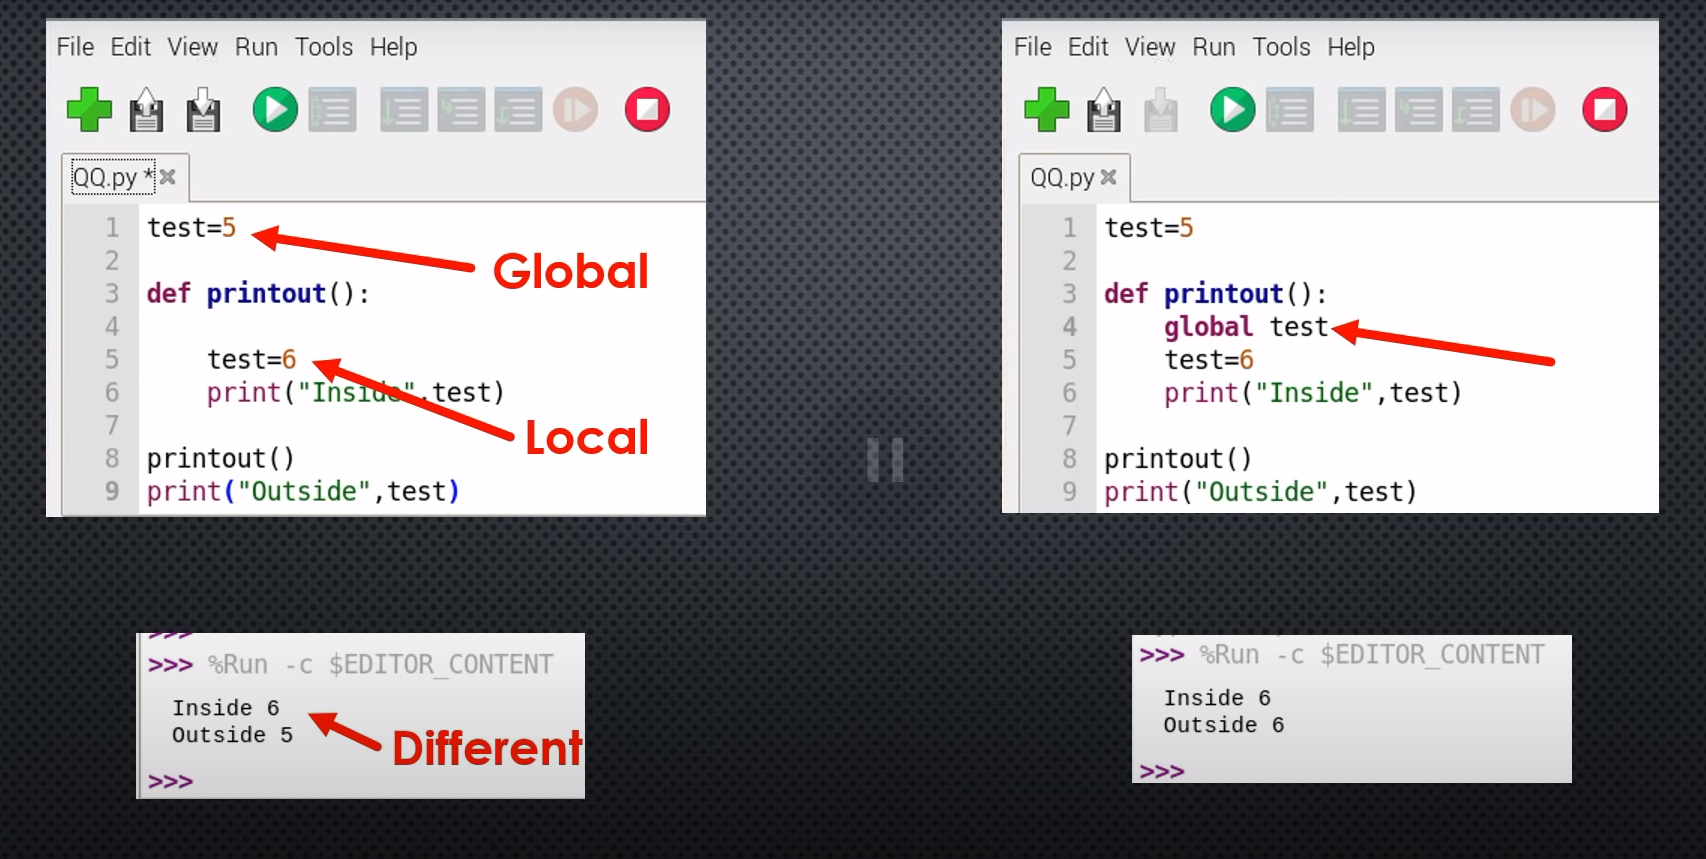 File Edit View Run Tools Help
QQ.py *
1 test=5
2
3 def printout():
4
5 test=6
6 print("Inside",test)
7
8 printout()
9 print("Outside",test)
Global
Local
>>>
>>> %Run -c $EDITOR_CONTENT
Inside 6
Outside 5
>>>
Different
File Edit View Run Tools Help
QQ.py
1 test=5
2
3 def printout():
4 global test
5 test=6
6 print("Inside",test)
7
8 printout()
9 print("Outside",test)
>>> %Run -c $EDITOR_CONTENT
Inside 6
Outside 6
>>>